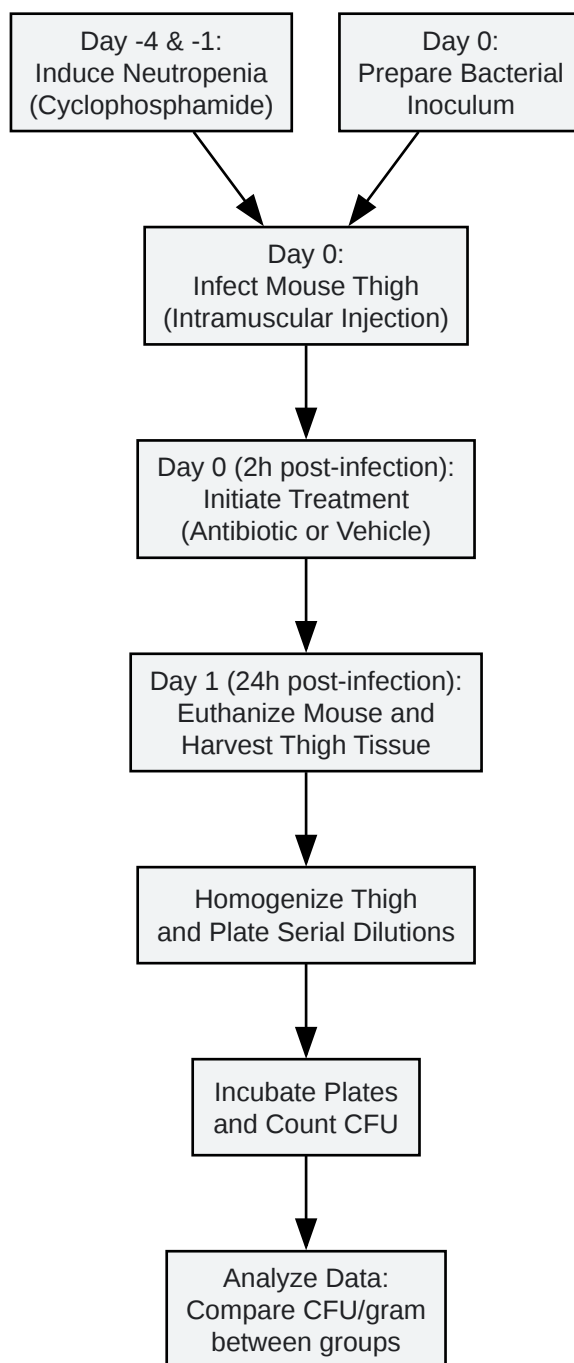 Day -4 & -1:
Induce Neutropenia
(Cyclophosphamide)
Day 0:
Prepare Bacterial
Inoculum
Day 0:
Infect Mouse Thigh
(Intramuscular Injection)
Day 0 (2h post-infection):
Initiate Treatment
(Antibiotic or Vehicle)
Day 1 (24h post-infection):
Euthanize Mouse and
Harvest Thigh Tissue
Homogenize Thigh
and Plate Serial Dilutions
Incubate Plates
and Count CFU
Analyze Data:
Compare CFU/gram
between groups